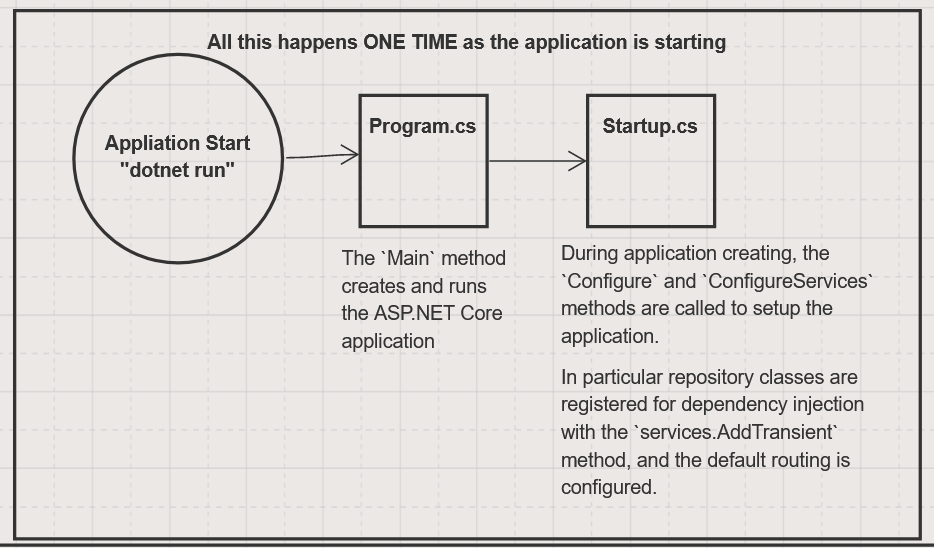 All this happens ONE TIME as the application is starting
Appliation Start
"dotnet run"
Program.cs
Startup.cs
The `Main` method
creates and runs
the ASP.NET Core
application
During application creating, the
`Configure` and `ConfigureServices`
methods are called to setup the
application.
In particular repository classes are
registered for dependency injection
with the `services.AddTransient`
method, and the default routing is
configured.